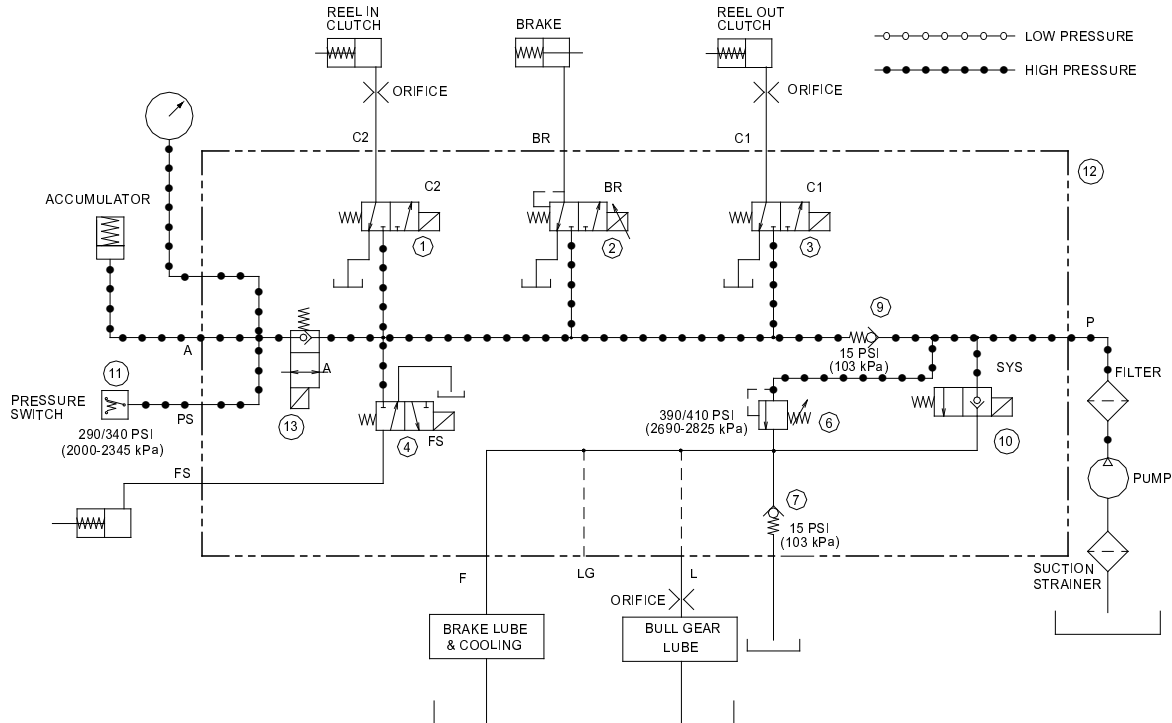 REEL IN
CLUTCH
BRAKE
REEL OUT
CLUTCH
LOW PRESSURE
HIGH PRESSURE
ORIFICE
ORIFICE
C2
BR
C1
12
ACCUMULATOR
C2
BR
C1
1
2
3
9
A
A
P
15 PSI
(103 kPa)
SYS
FILTER
11
PRESSURE
SWITCH
PS
290/340 PSI
(2000-2345 kPa)
13
4
FS
390/410 PSI
(2690-2825 kPa)
6
10
FS
PUMP
7
15 PSI
(103 kPa)
SUCTION
STRAINER
F
LG
L
ORIFICE
BRAKE LUBE
& COOLING
BULL GEAR
LUBE